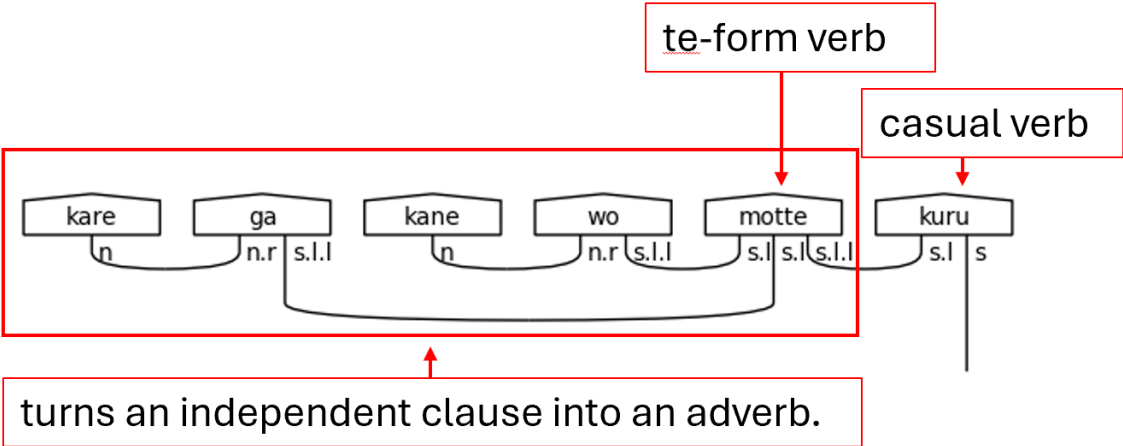 te-form verb
casual verb
kare ga kane wo motte kuru
n n.r s.l.l n n.r s.l.l s.l s.l s.l.l s.l s
turns an independent clause into an adverb.